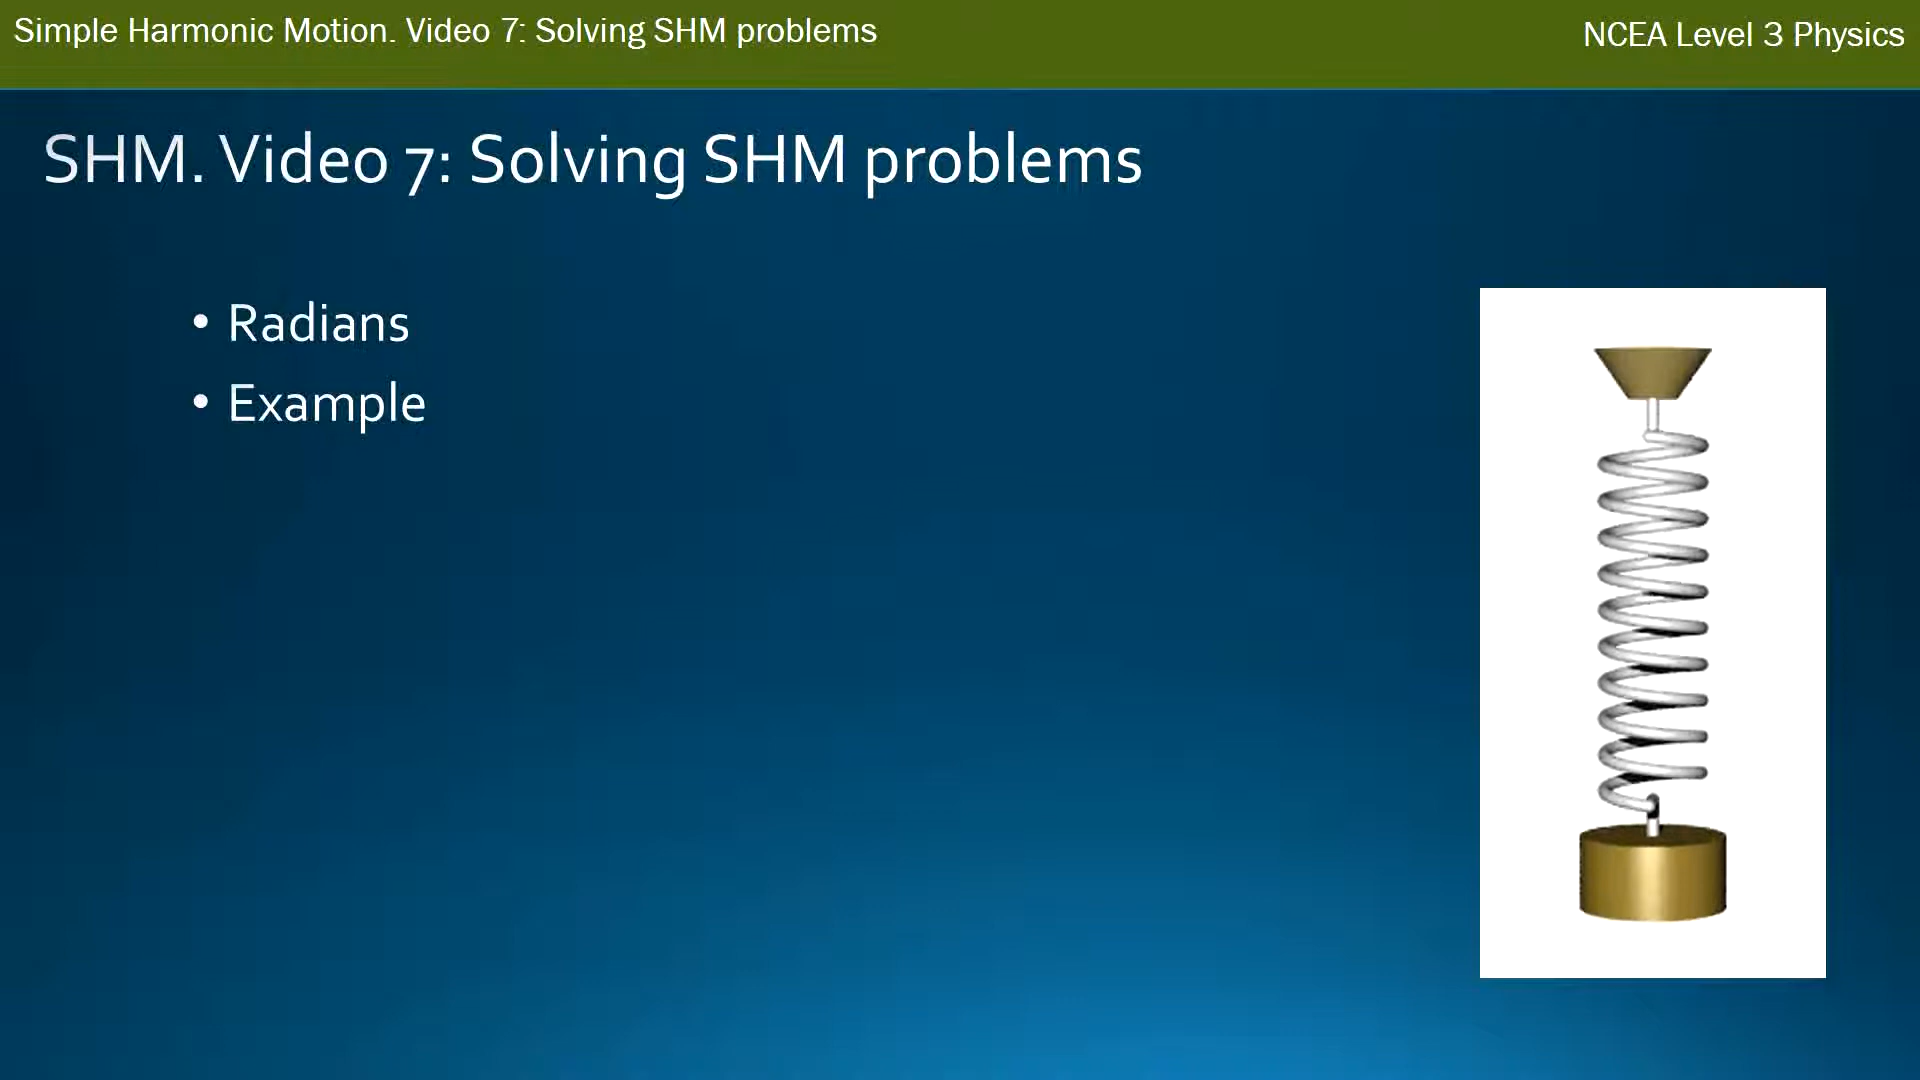 Simple Harmonic Motion. Video 7: Solving SHM problems
NCEA Level 3 Physics
SHM. Video 7: Solving SHM problems
• Radians
• Example